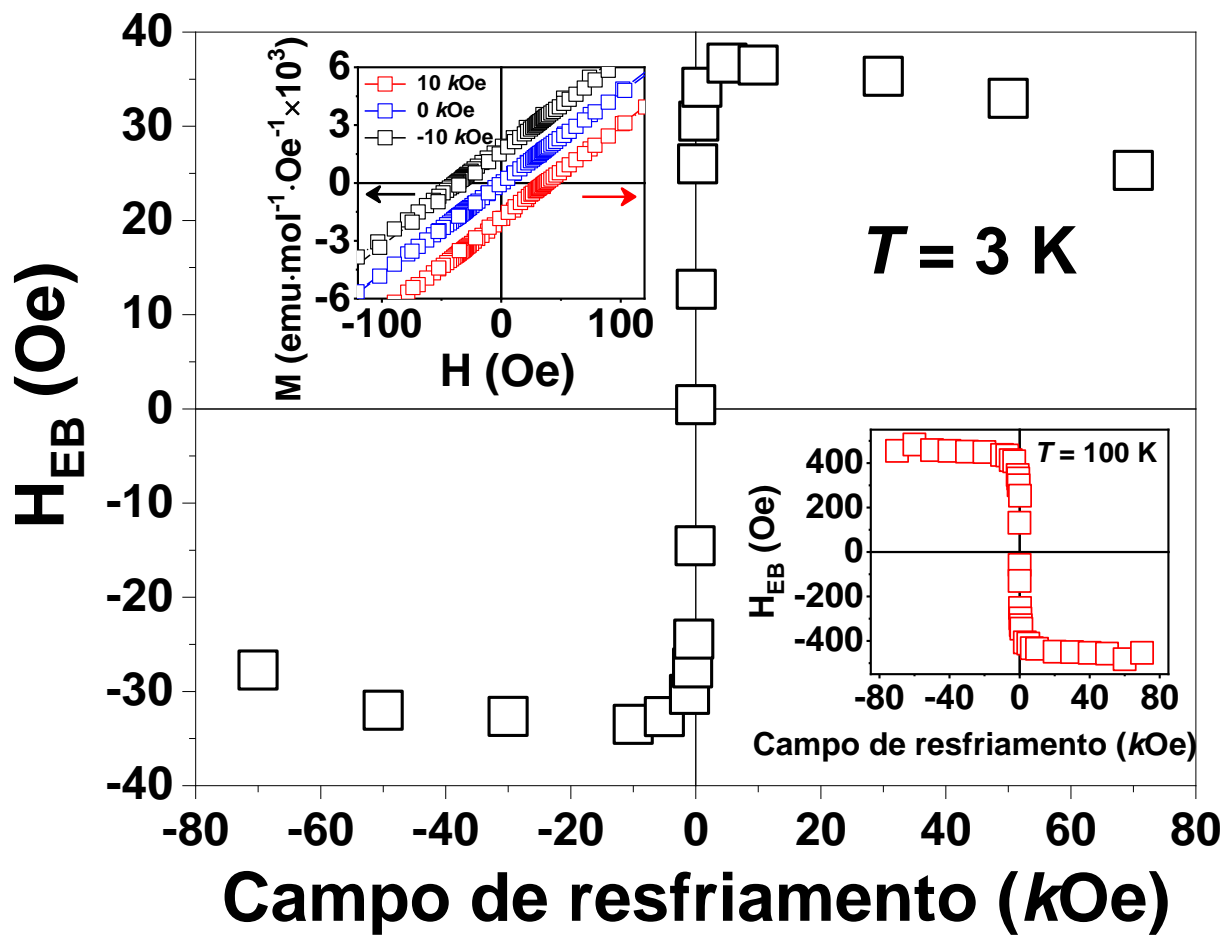 40
30
20
10
0
-10
-20
-30
-40
H_EB (Oe)
-80 -60 -40 -20 0 20 40 60 80
Campo de resfriamento (kOe)
T = 3 K
6
3
0
-3
-6
M (emu·mol⁻¹·Oe⁻¹×10³)
10 kOe
0 kOe
-10 kOe
-100 0 100
H (Oe)
T = 100 K
400
200
0
-200
-400
H_EB (Oe)
-80 -40 0 40 80
Campo de resfriamento (kOe)